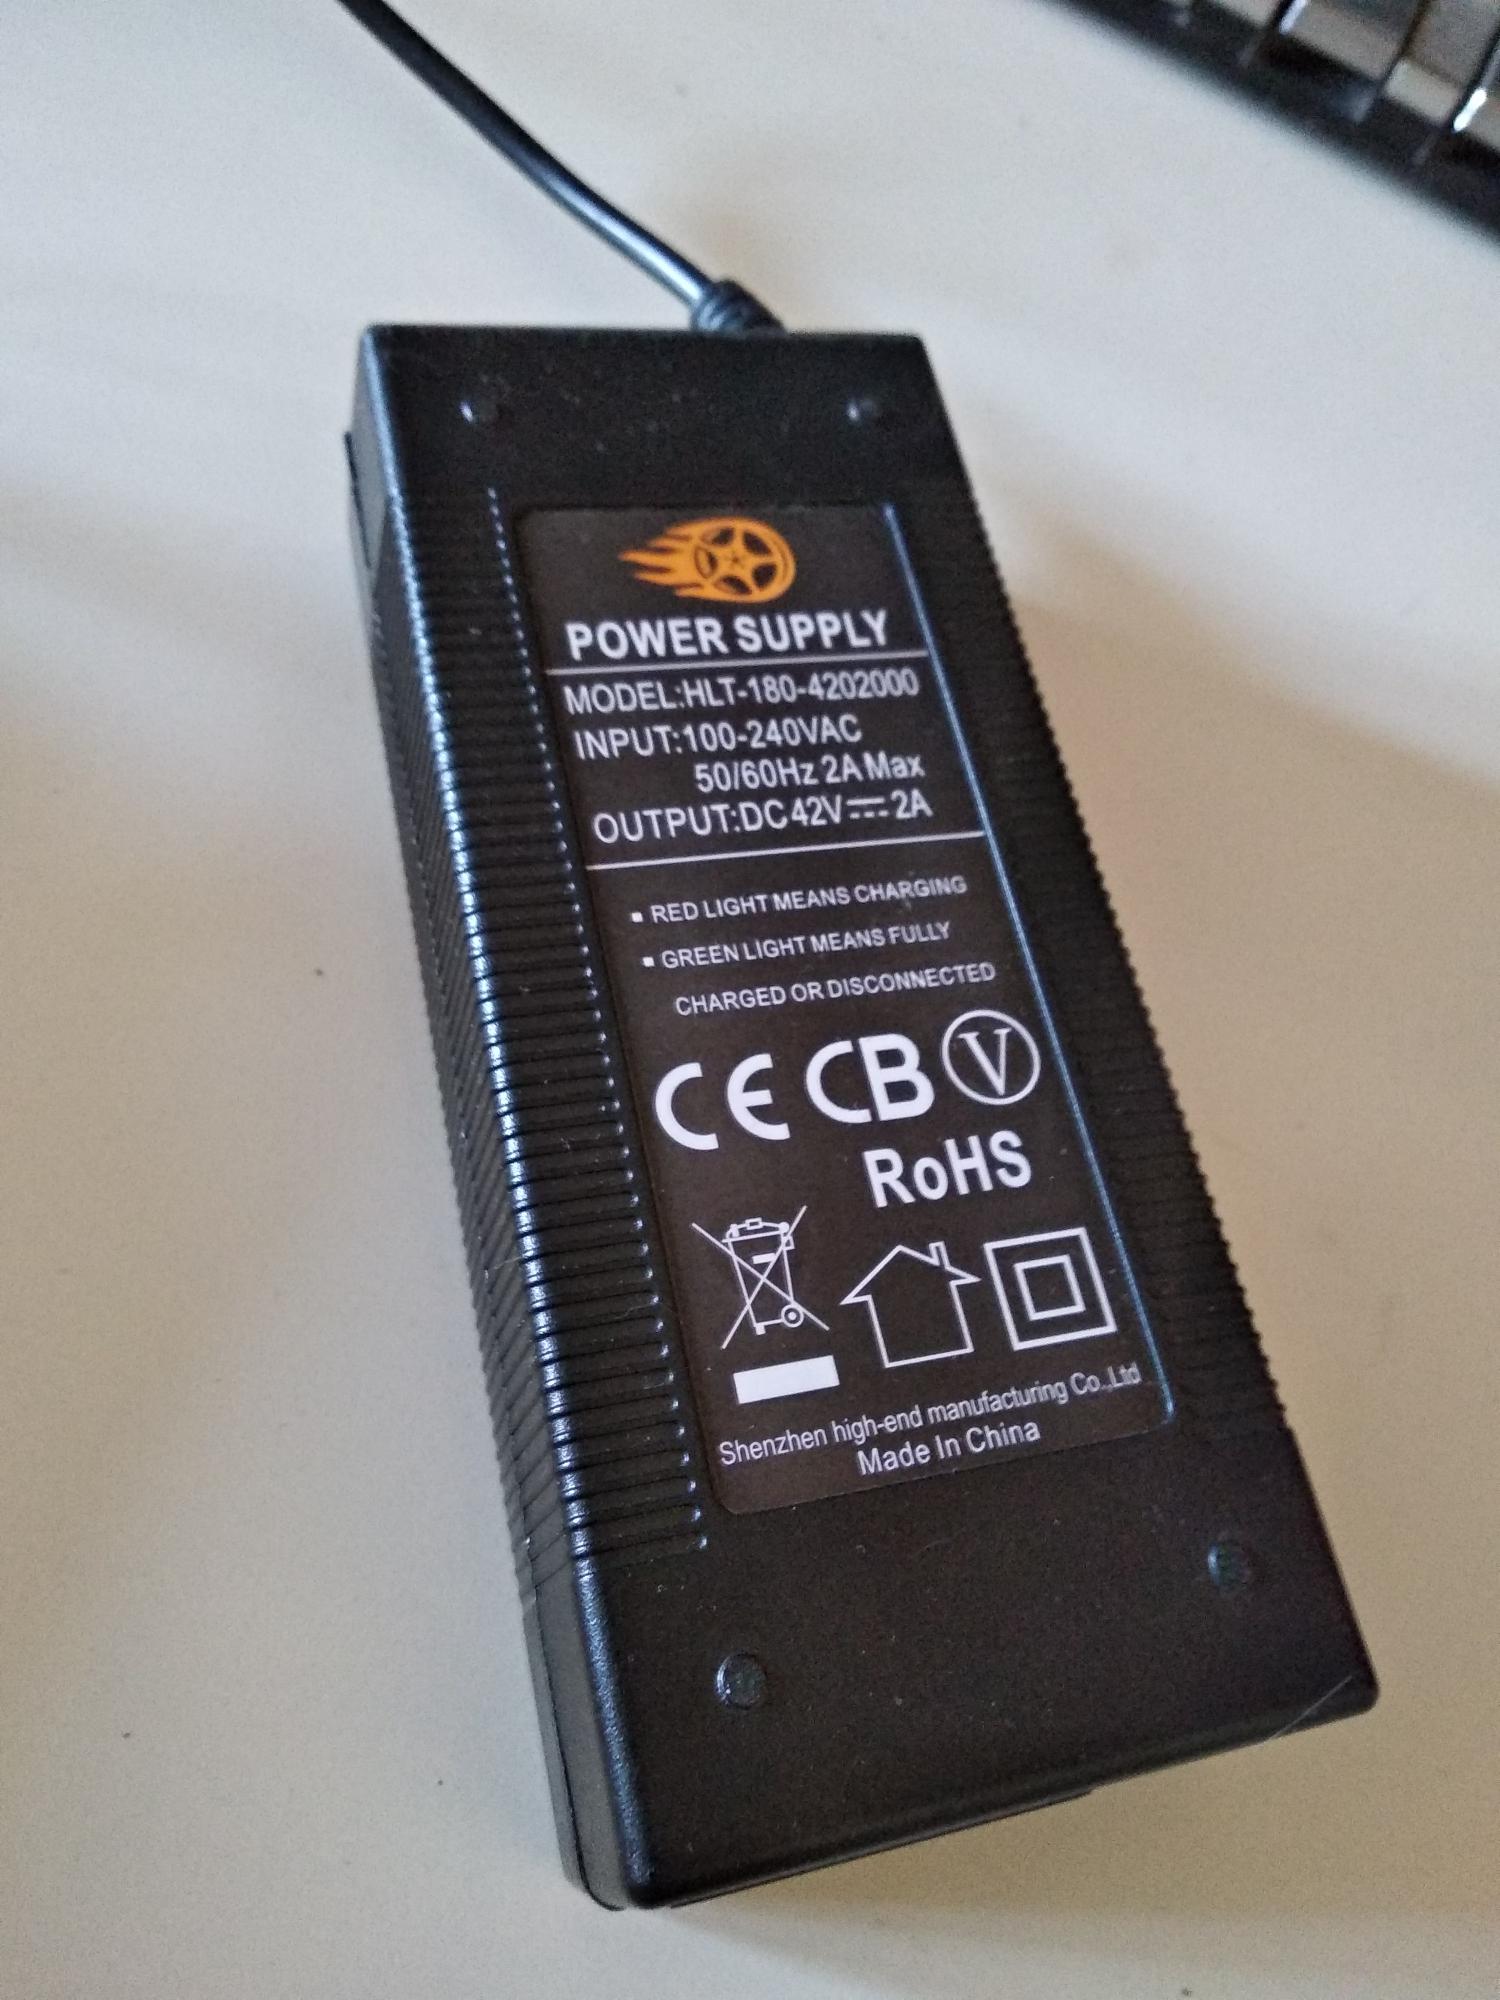 POWER SUPPLY
MODEL:HLT-180-4202000
INPUT:100-240VAC
50/60Hz 2A Max
OUTPUT:DC42V⎓2A
▪ RED LIGHT MEANS CHARGING
▪ GREEN LIGHT MEANS FULLY
CHARGED OR DISCONNECTED
CE CB V
RoHS
Shenzhen high-end manufacturing Co.,Ltd
Made In China